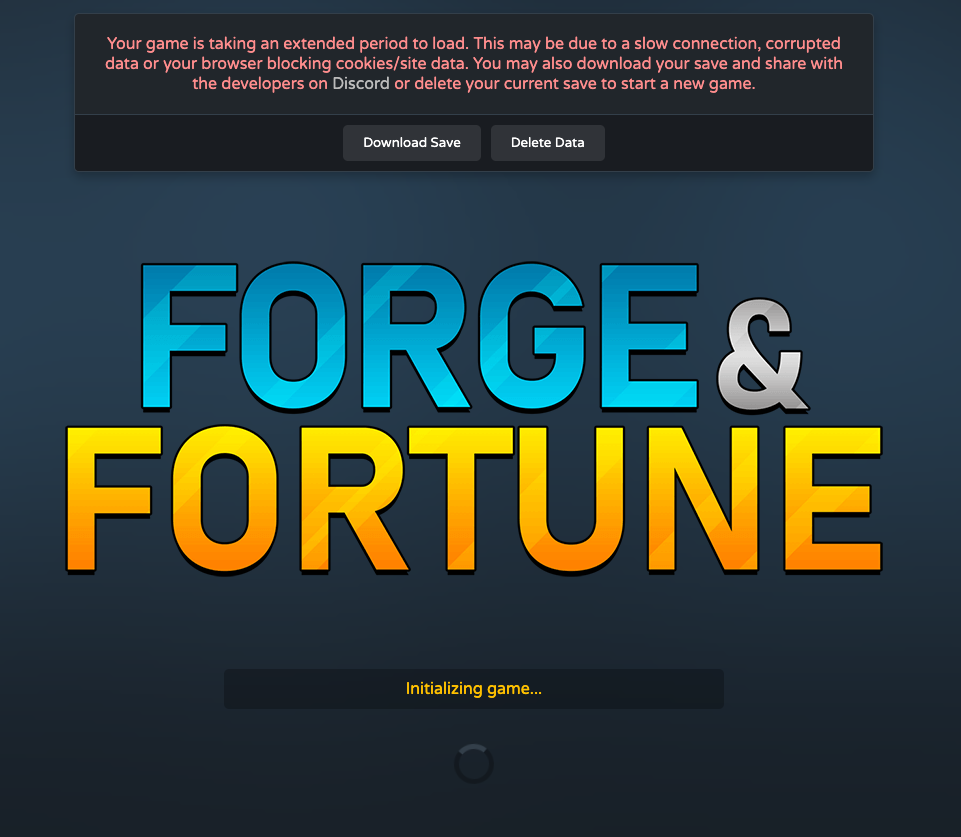 Your game is taking an extended period to load. This may be due to a slow connection, corrupted
data or your browser blocking cookies/site data. You may also download your save and share with
the developers on Discord or delete your current save to start a new game.
Download Save Delete Data
FORGE &
FORTUNE
Initializing game...